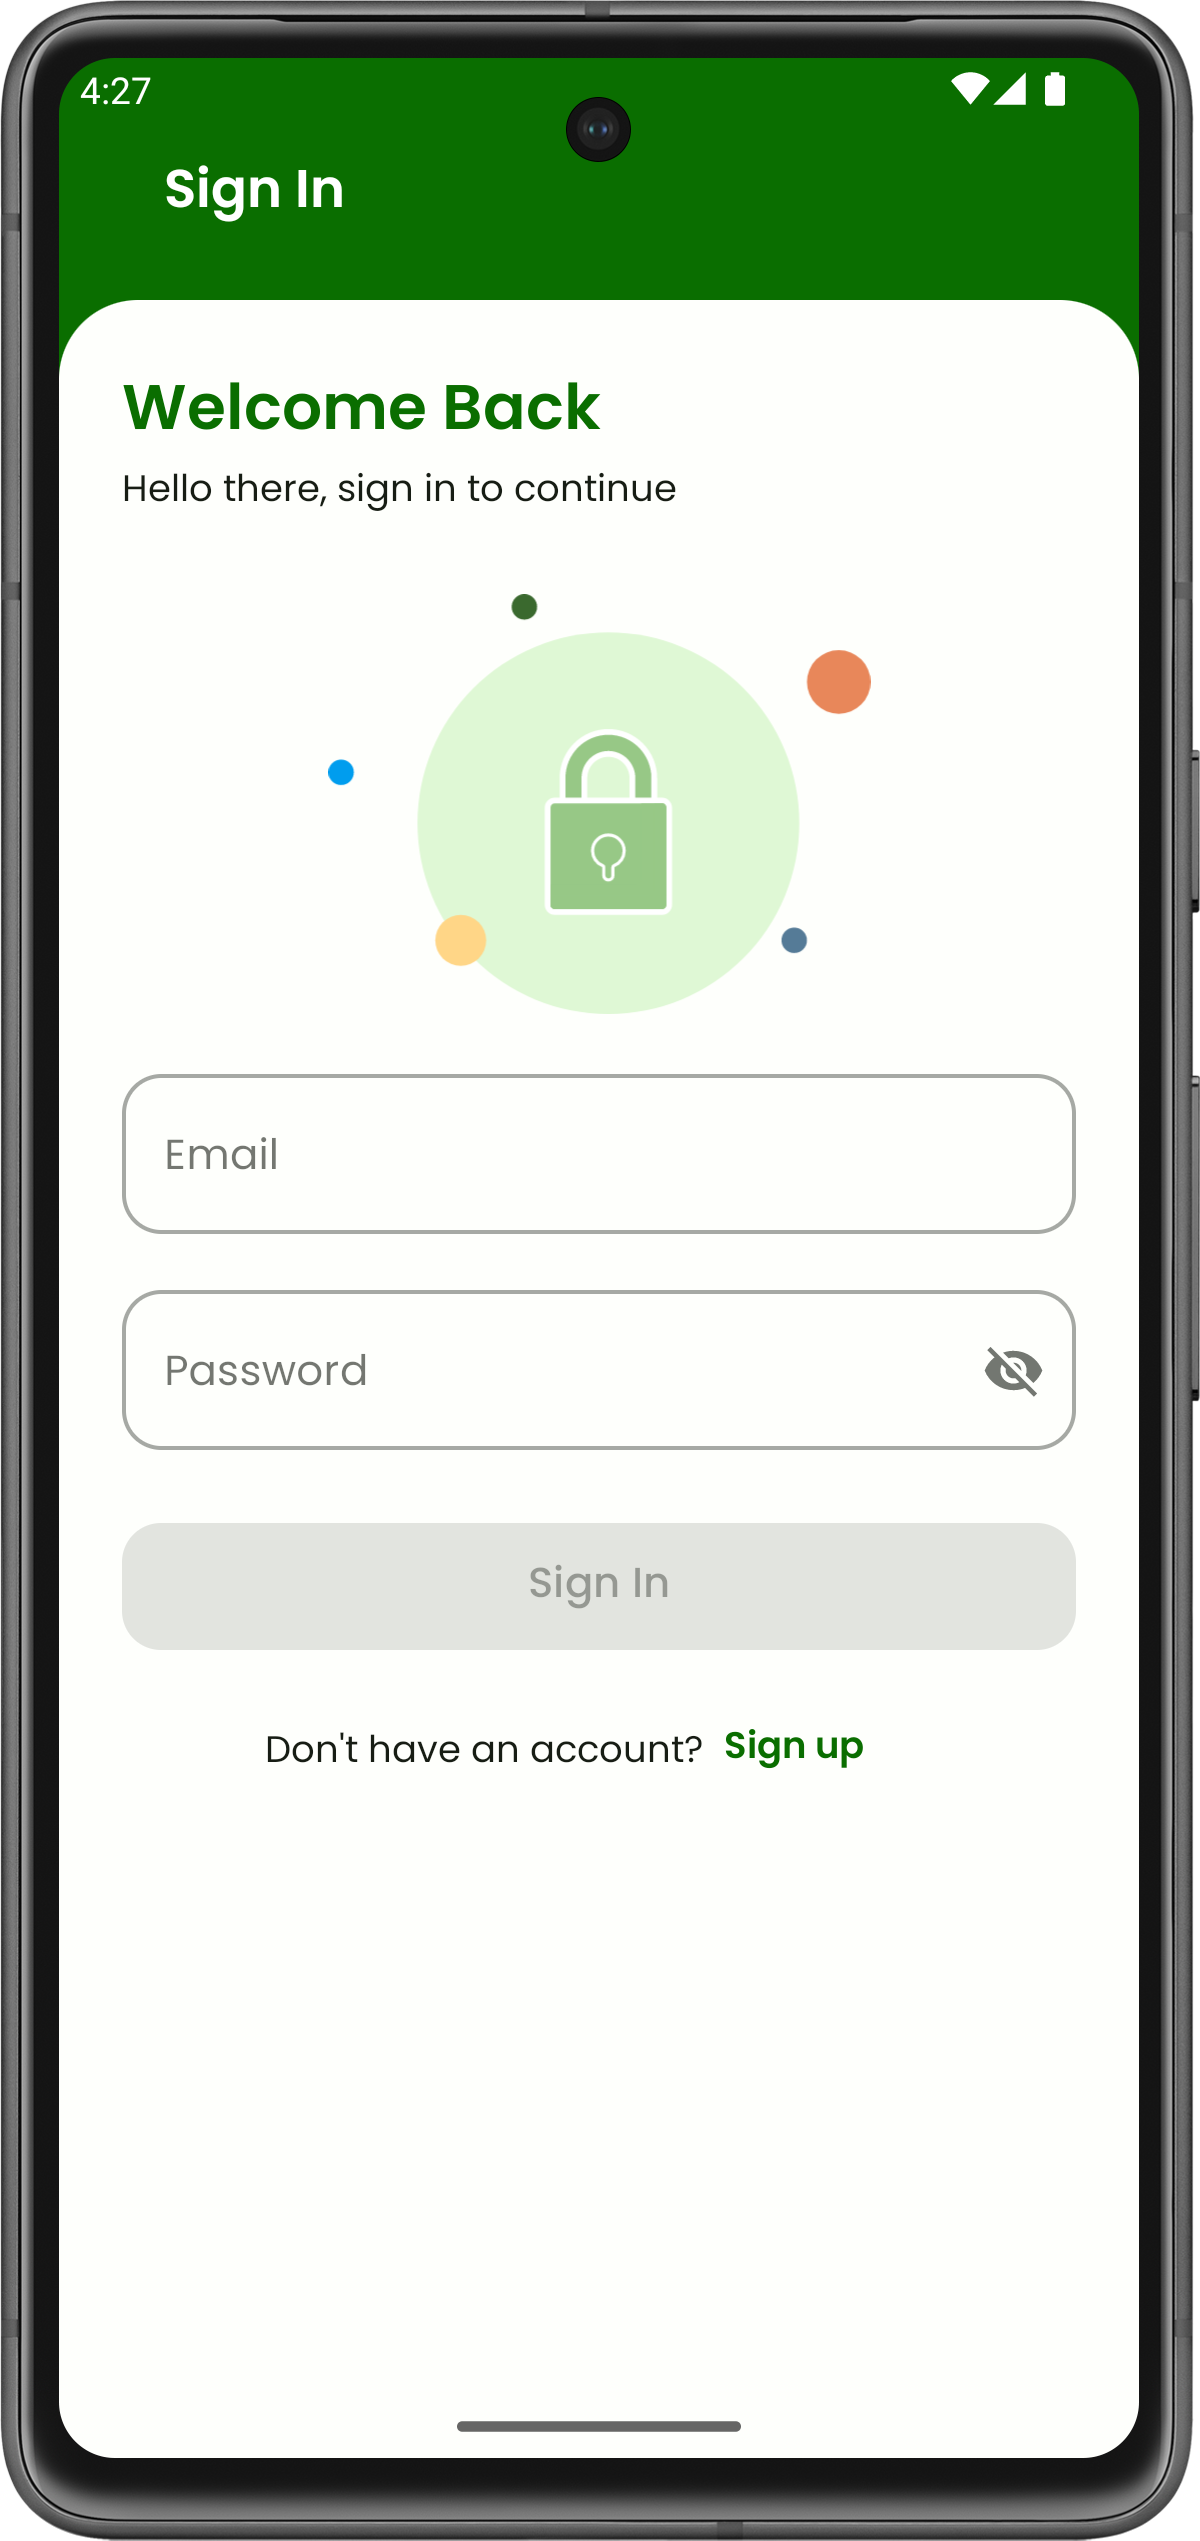 4:27
Sign In
Welcome Back
Hello there, sign in to continue
Email
Password
Sign In
Don't have an account? Sign up